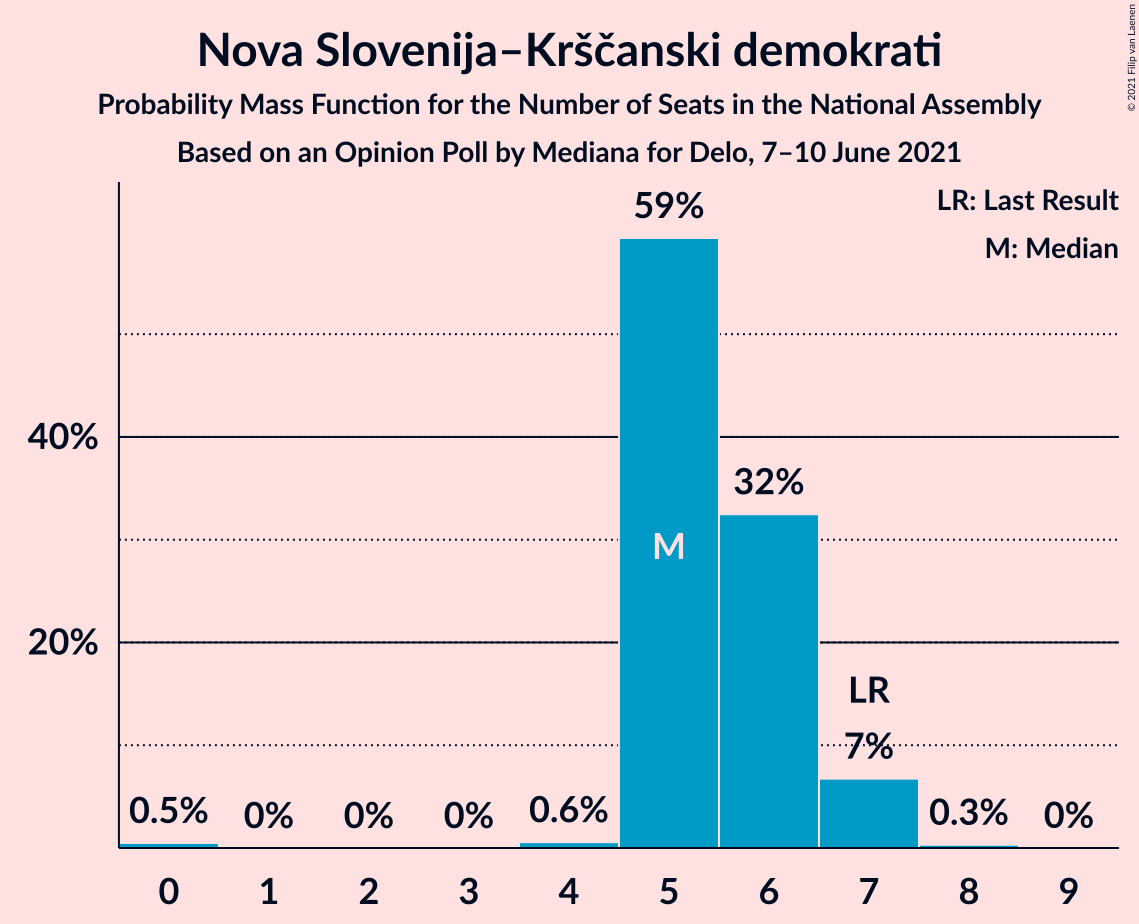 Nova Slovenija–Krščanski demokrati
Probability Mass Function for the Number of Seats in the National Assembly
Based on an Opinion Poll by Mediana for Delo, 7–10 June 2021
© 2021 Filip van Laenen
LR: Last Result
M: Median
59%
40%
32%
M
20%
LR
7%
0.5%
0%
0%
0%
0.6%
0.3%
0%
0 1 2 3 4 5 6 7 8 9